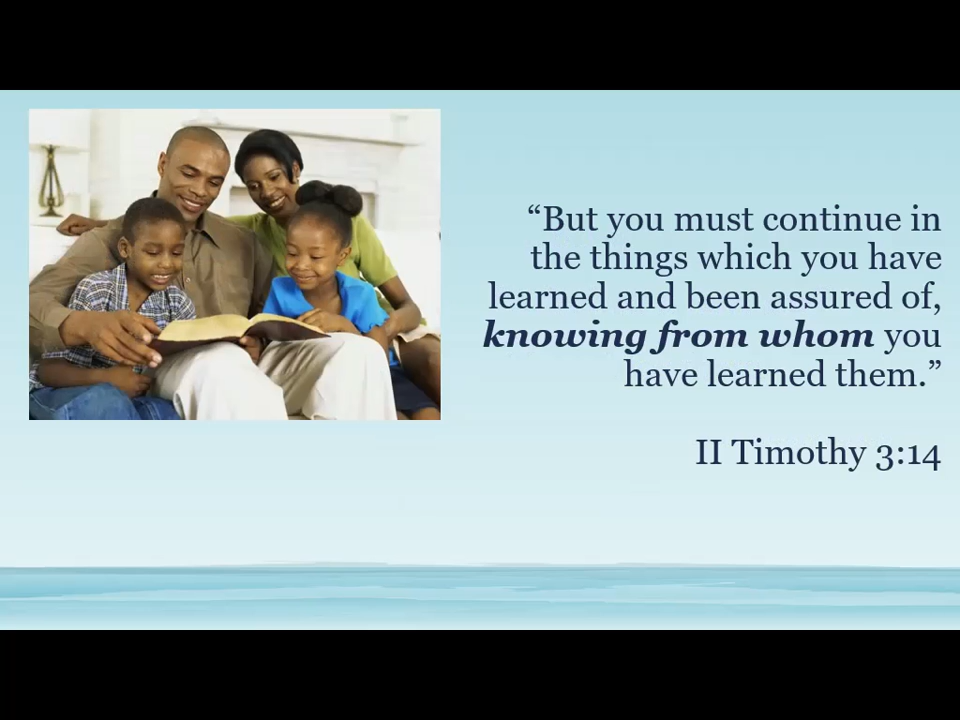 “But you must continue in
the things which you have
learned and been assured of,
knowing from whom you
have learned them.”
II Timothy 3:14